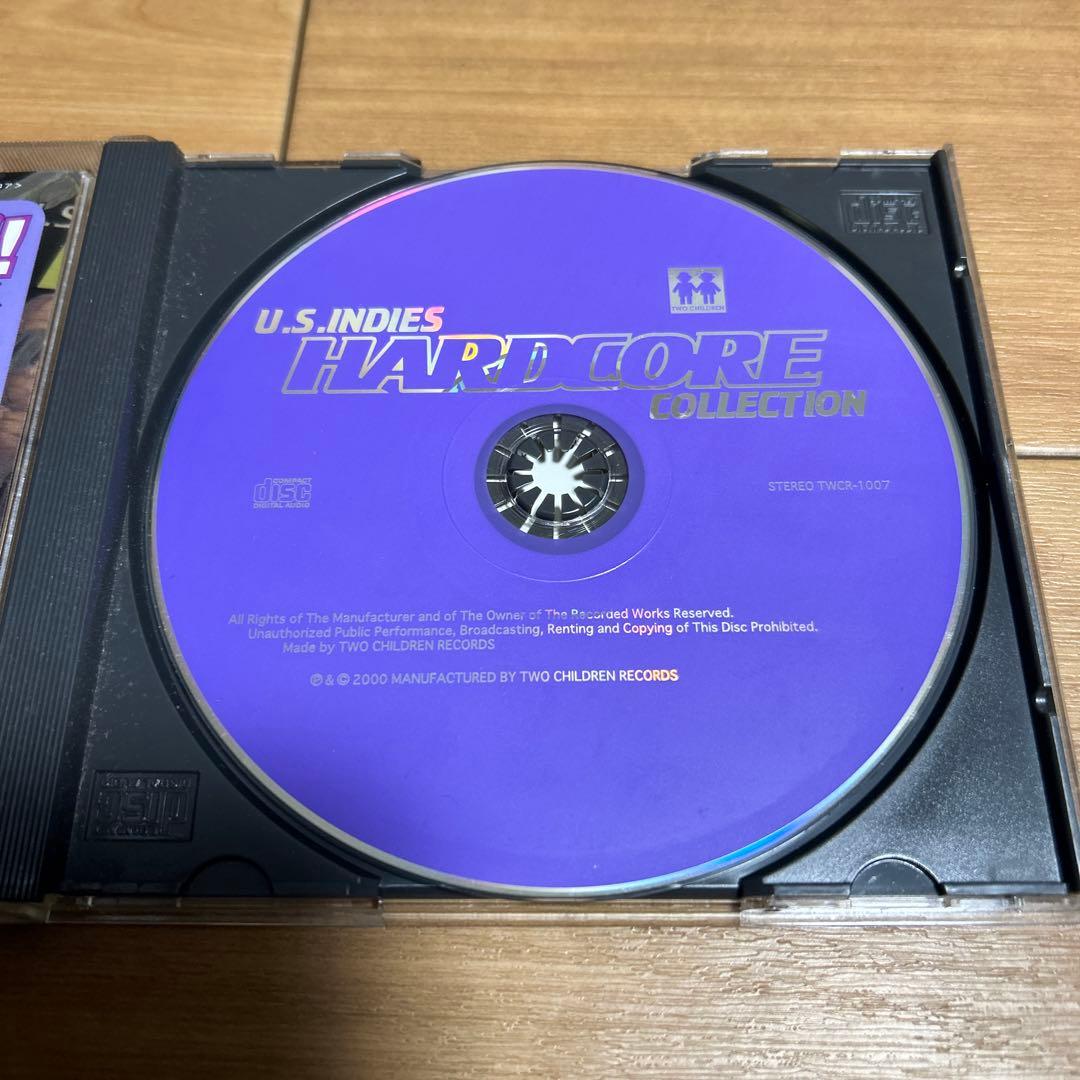 TWO CHILDREN
U.S.INDIES
HARDCORE
COLLECTION
COMPACT
disc
DIGITAL AUDIO
STEREO TWCR-1007
All Rights of The Manufacturer and of The Owner of The Recorded Works Reserved.
Unauthorized Public Performance, Broadcasting, Renting and Copying of This Disc Prohibited.
Made by TWO CHILDREN RECORDS
℗ & © 2000 MANUFACTURED BY TWO CHILDREN RECORDS